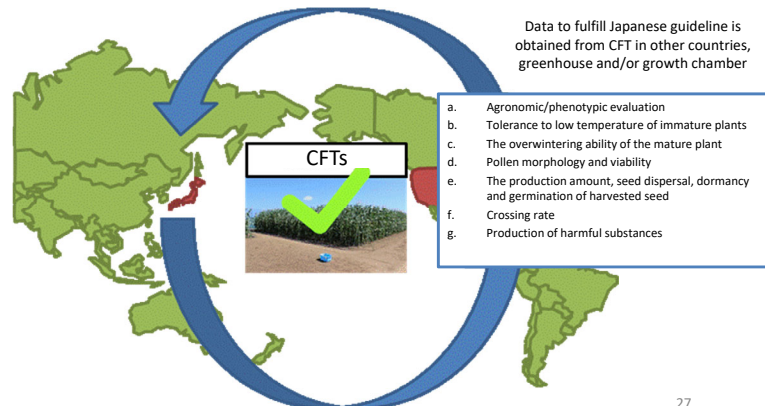 Data to fulfill Japanese guideline is
obtained from CFT in other countries,
greenhouse and/or growth chamber
a. Agronomic/phenotypic evaluation
b. Tolerance to low temperature of immature plants
c. The overwintering ability of the mature plant
d. Pollen morphology and viability
e. The production amount, seed dispersal, dormancy
and germination of harvested seed
f. Crossing rate
g. Production of harmful substances
CFTs
27